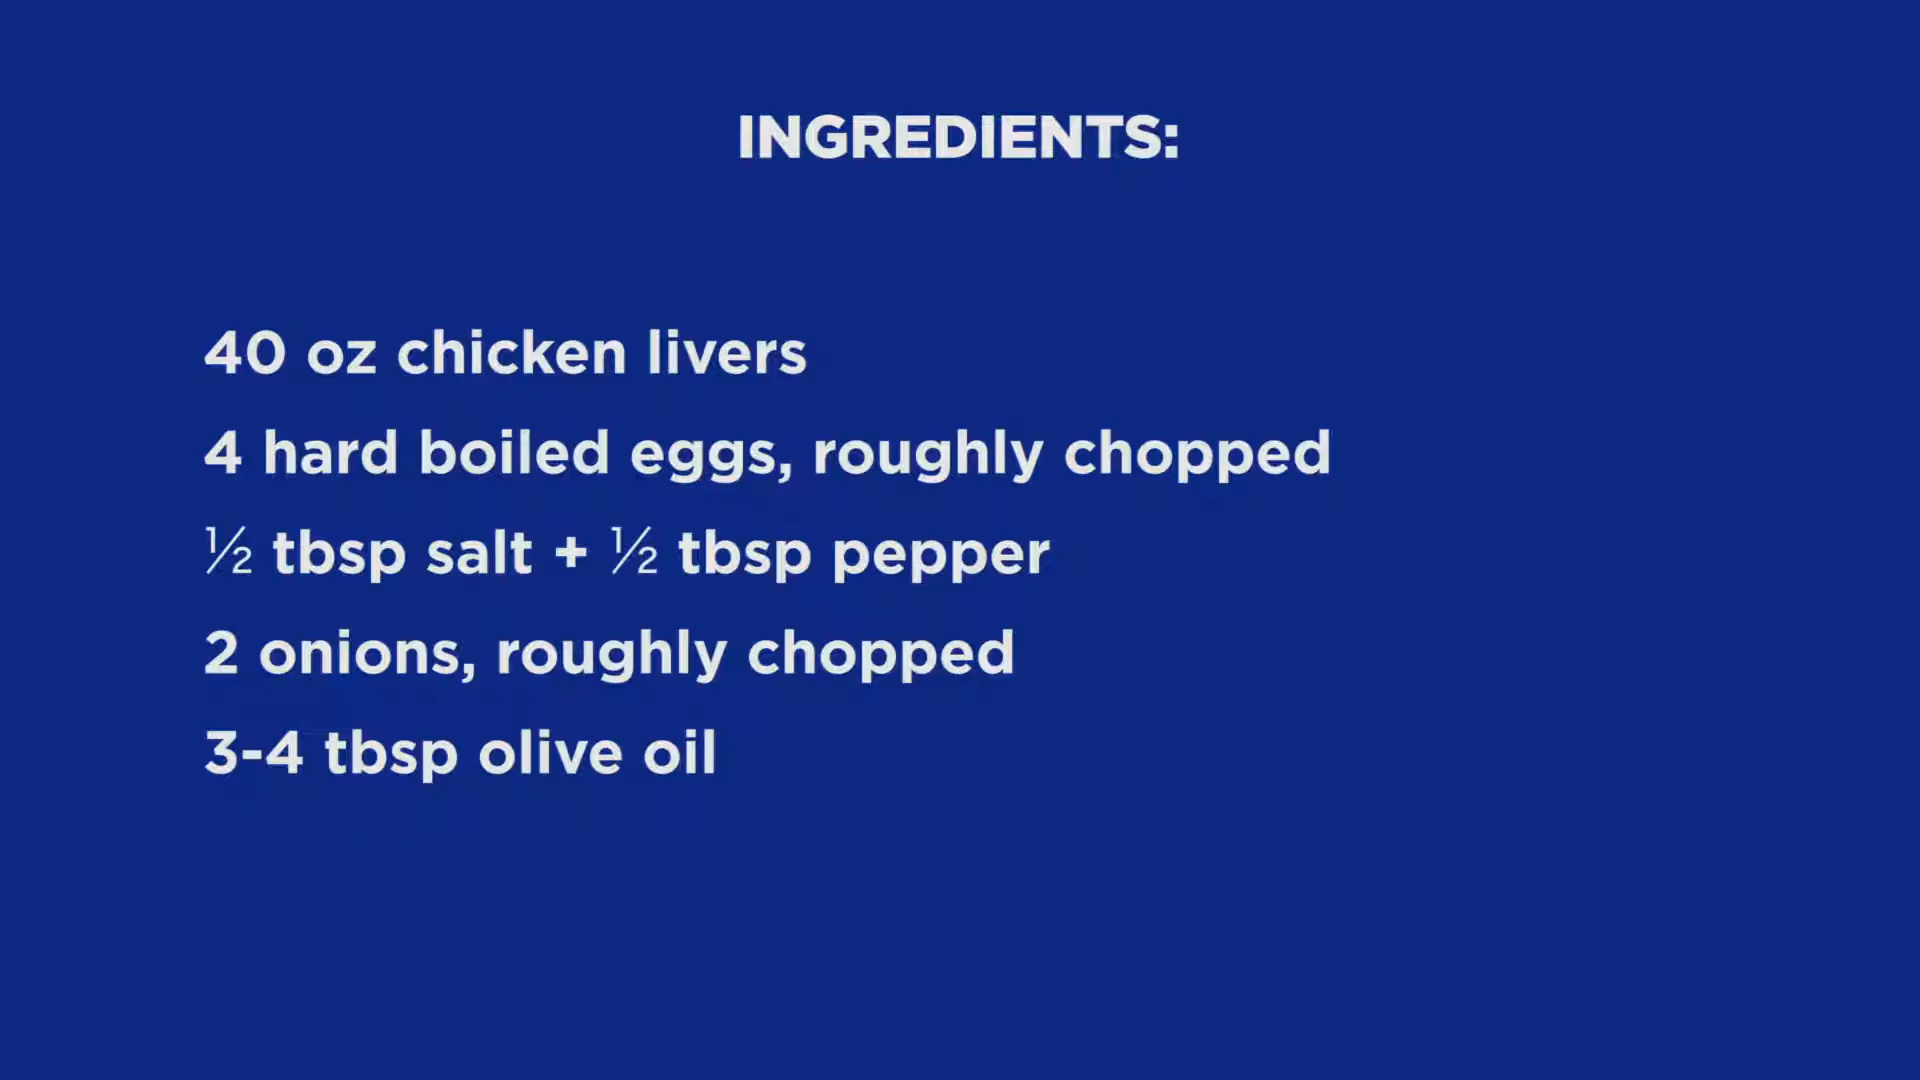 INGREDIENTS:
40 oz chicken livers
4 hard boiled eggs, roughly chopped
½ tbsp salt + ½ tbsp pepper
2 onions, roughly chopped
3-4 tbsp olive oil